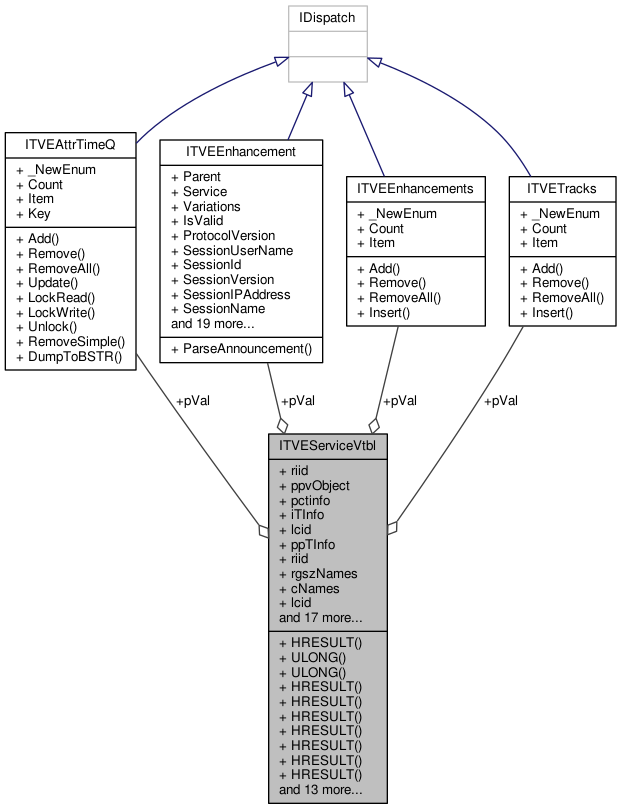 IDispatch
ITVEAttrTimeQ
+ _NewEnum
+ Count
+ Item
+ Key
+ Add()
+ Remove()
+ RemoveAll()
+ Update()
+ LockRead()
+ LockWrite()
+ Unlock()
+ RemoveSimple()
+ DumpToBSTR()
ITVEEnhancement
+ Parent
+ Service
+ Variations
+ IsValid
+ ProtocolVersion
+ SessionUserName
+ SessionId
+ SessionVersion
+ SessionIPAddress
+ SessionName
and 19 more...
+ ParseAnnouncement()
ITVEEnhancements
+ _NewEnum
+ Count
+ Item
+ Add()
+ Remove()
+ RemoveAll()
+ Insert()
ITVETracks
+ _NewEnum
+ Count
+ Item
+ Add()
+ Remove()
+ RemoveAll()
+ Insert()
+pVal
+pVal
+pVal
+pVal
ITVEServiceVtbl
+ riid
+ ppvObject
+ pctinfo
+ iTInfo
+ lcid
+ ppTInfo
+ riid
+ rgszNames
+ cNames
+ lcid
and 17 more...
+ HRESULT()
+ ULONG()
+ ULONG()
+ HRESULT()
+ HRESULT()
+ HRESULT()
+ HRESULT()
+ HRESULT()
+ HRESULT()
+ HRESULT()
and 13 more...